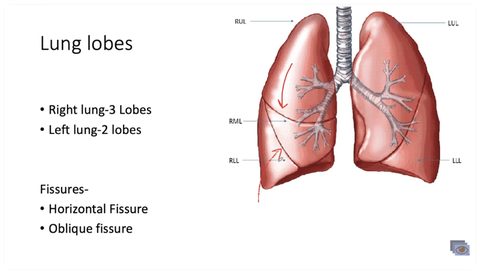 Lung lobes
• Right lung-3 Lobes
• Left lung-2 lobes
Fissures-
• Horizontal Fissure
• Oblique fissure
RUL
LUL
RML
RLL
LLL